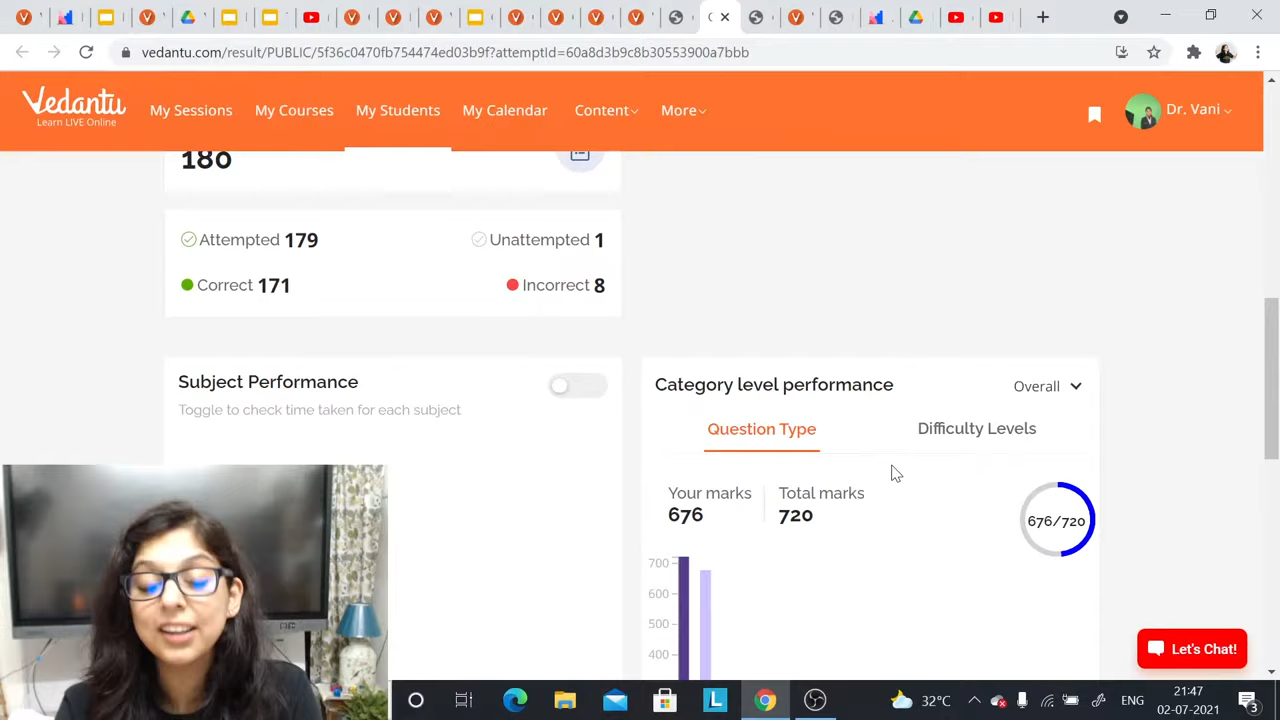 vedantu.com/result/PUBLIC/5f36c0470fb754474ed03b9f?attemptId=60a8d3b9c8b30553900a7bbb
Vedantu
Learn LIVE Online
My Sessions
My Courses
My Students
My Calendar
Content
More
Dr. Vani
180
Attempted 179
Unattempted 1
Correct 171
Incorrect 8
Subject Performance
Toggle to check time taken for each subject
Category level performance
Overall
Question Type
Difficulty Levels
Your marks
676
Total marks
720
676/720
700
600
500
400
Let's Chat!
32°C
ENG
21:47
02-07-2021
3